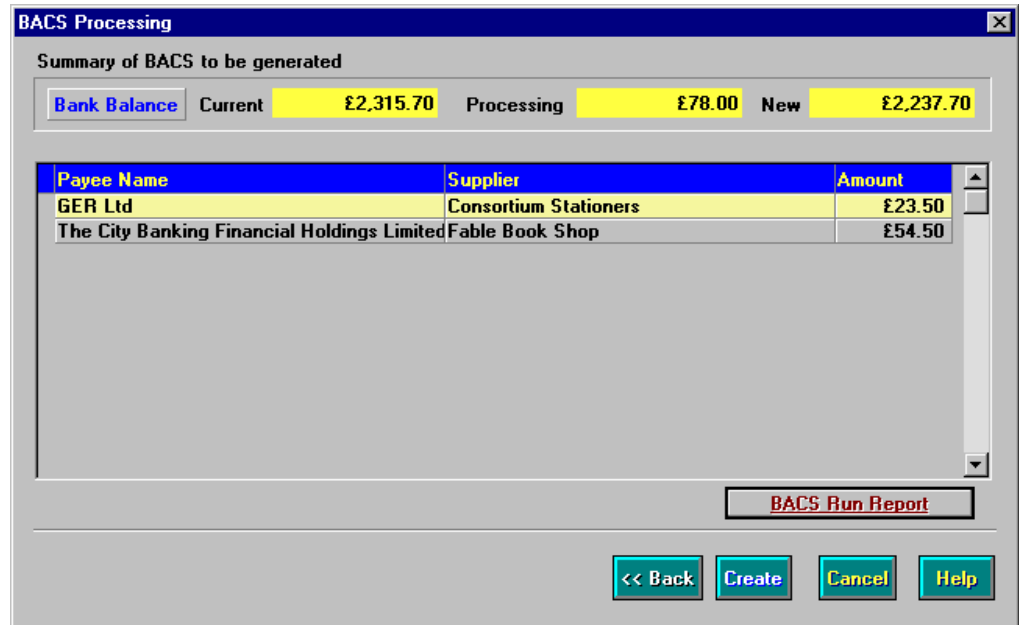 BACS Processing
Summary of BACS to be generated
Bank Balance Current £2,315.70 Processing £78.00 New £2,237.70
Payee Name Supplier Amount
GER Ltd Consortium Stationers £23.50
The City Banking Financial Holdings Limited Fable Book Shop £54.50
BACS Run Report
<< Back Create Cancel Help